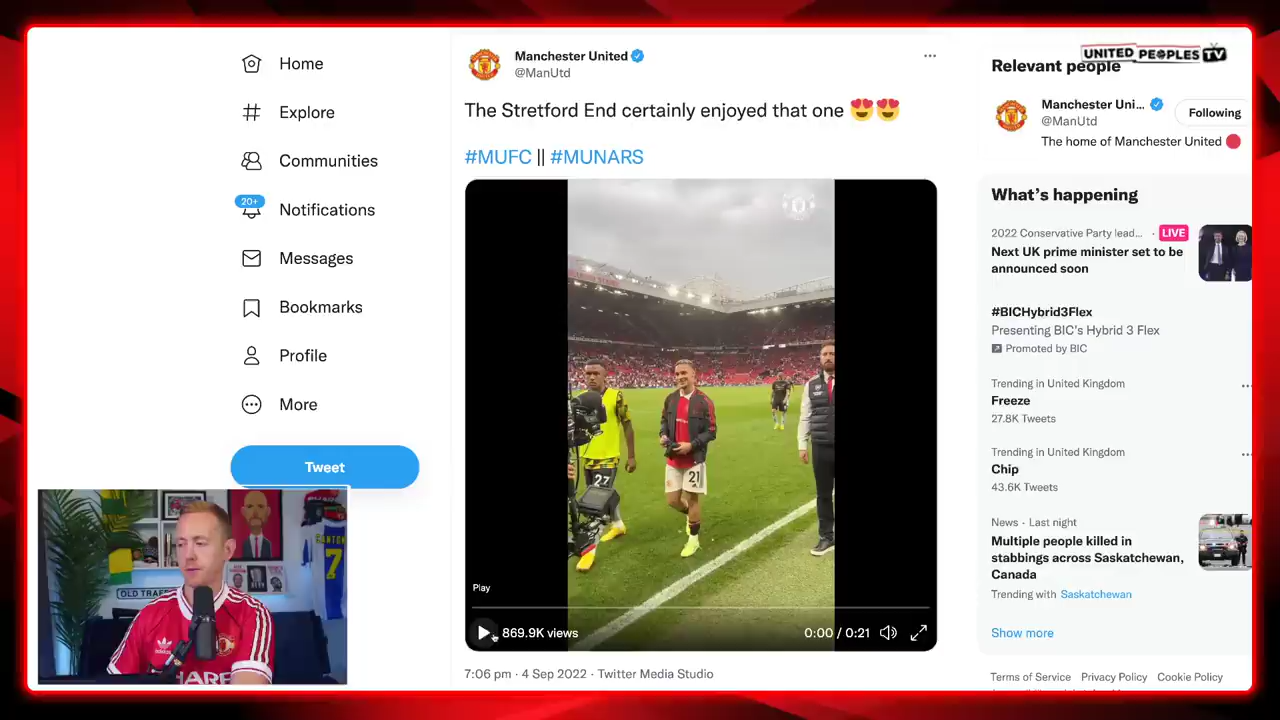 Home
Explore
Communities
20+
Notifications
Messages
Bookmarks
Profile
More
Tweet
Manchester United
@ManUtd
The Stretford End certainly enjoyed that one 😍😍
#MUFC || #MUNARS
27
21
Play
869.9K views
0:00 / 0:21
7:06 pm · 4 Sep 2022 · Twitter Media Studio
UNITED PEOPLES TV
Relevant people
Manchester Uni...
@ManUtd
Following
The home of Manchester United 🔴
What's happening
2022 Conservative Party lead... · LIVE
Next UK prime minister set to be
announced soon
#BICHybrid3Flex
Presenting BIC's Hybrid 3 Flex
Promoted by BIC
Trending in United Kingdom
Freeze
27.8K Tweets
Trending in United Kingdom
Chip
43.6K Tweets
News · Last night
Multiple people killed in
stabbings across Saskatchewan,
Canada
Trending with Saskatchewan
Show more
Terms of Service Privacy Policy Cookie Policy
OLD TRAF
CANTONA
7
SHARP